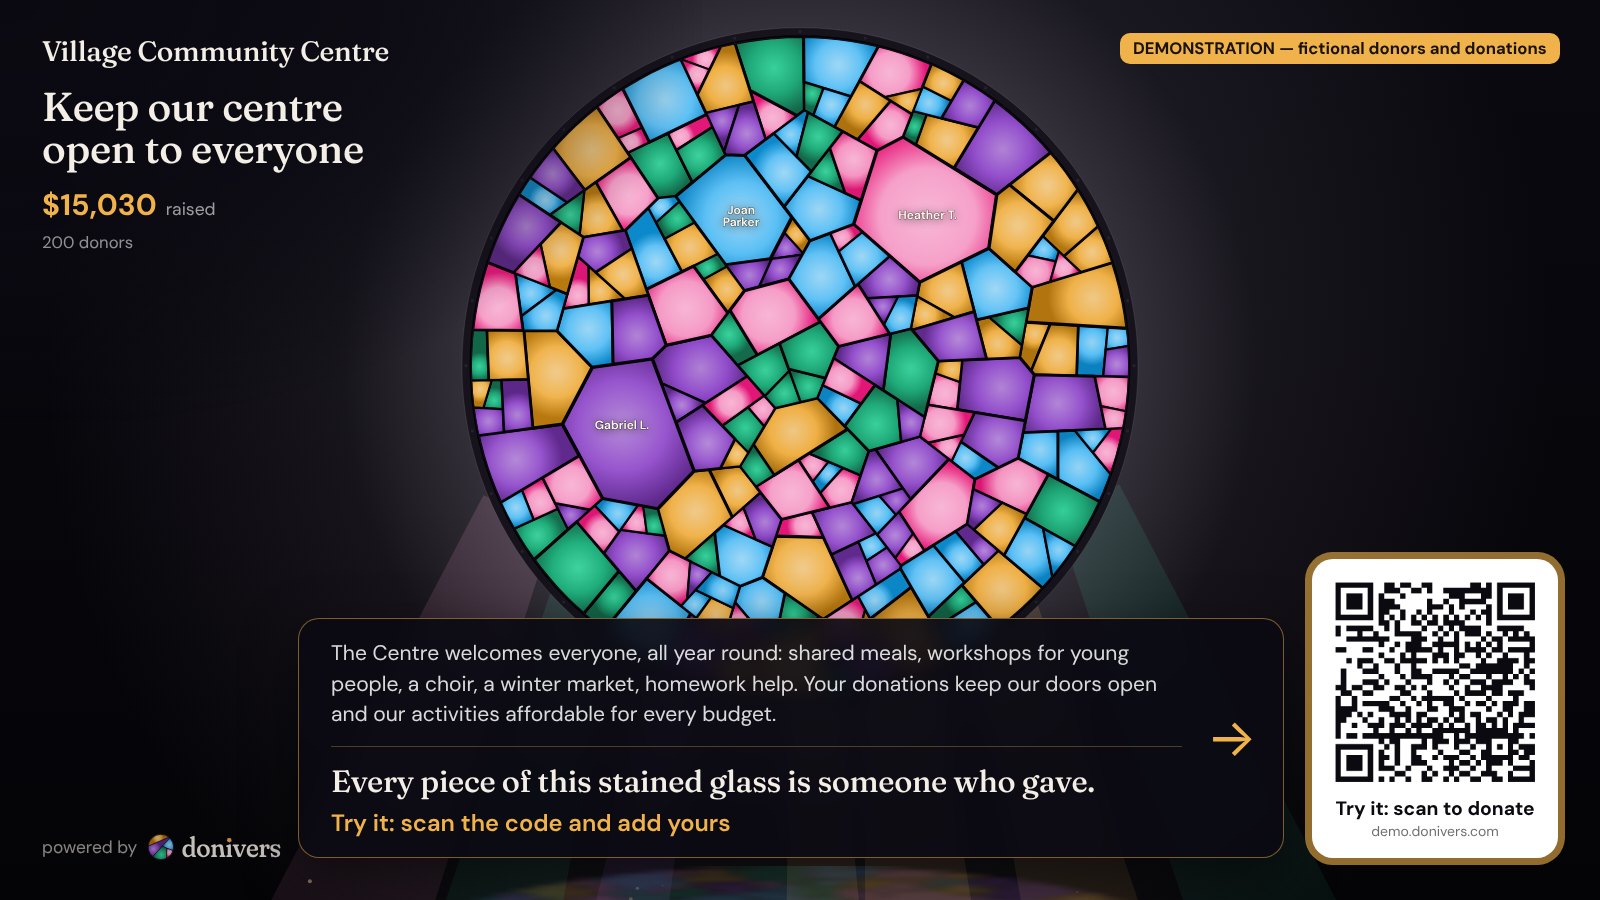 Village Community Centre
DEMONSTRATION — fictional donors and donations
Keep our centre
open to everyone
$15,030 raised
200 donors
Joan
Parker
Heather T.
Gabriel L.
The Centre welcomes everyone, all year round: shared meals, workshops for young
people, a choir, a winter market, homework help. Your donations keep our doors open
and our activities affordable for every budget.
Every piece of this stained glass is someone who gave.
Try it: scan the code and add yours
Try it: scan to donate
demo.donivers.com
powered by donivers